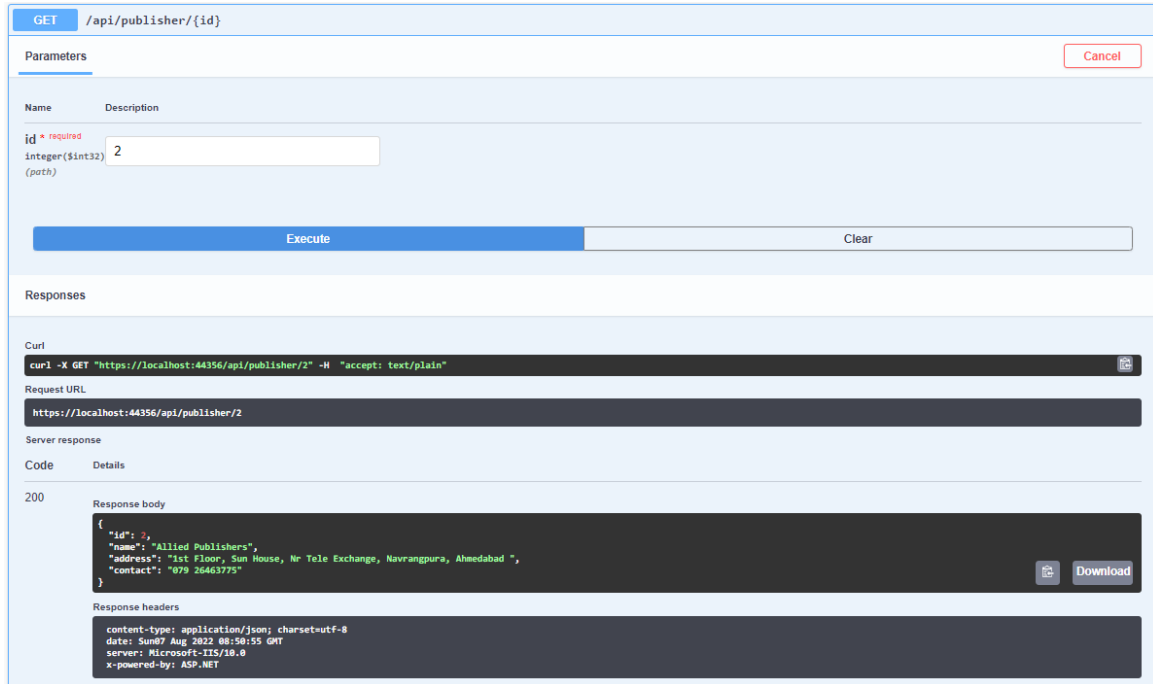 GET /api/publisher/{id}
Parameters
Cancel
Name Description
id * required
integer($int32)
(path)
2
Execute
Clear
Responses
Curl
curl -X GET "https://localhost:44356/api/publisher/2" -H  "accept: text/plain"
Request URL
https://localhost:44356/api/publisher/2
Server response
Code Details
200
Response body
{
  "id": 2,
  "name": "Allied Publishers",
  "address": "1st Floor, Sun House, Nr Tele Exchange, Navrangpura, Ahmedabad ",
  "contact": "079 26463775"
}
Download
Response headers
content-type: application/json; charset=utf-8
date: Sun07 Aug 2022 08:50:55 GMT
server: Microsoft-IIS/10.0
x-powered-by: ASP.NET